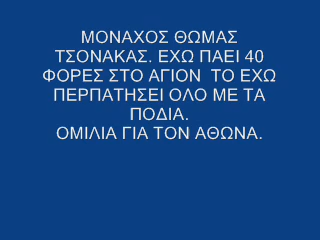 ΜΟΝΑΧΟΣ ΘΩΜΑΣ
ΤΣΟΝΑΚΑΣ. ΕΧΩ ΠΑΕΙ 40
ΦΟΡΕΣ ΣΤΟ ΑΓΙΟΝ  ΤΟ ΕΧΩ
ΠΕΡΠΑΤΗΣΕΙ ΟΛΟ ΜΕ ΤΑ
ΠΟΔΙΑ.
ΟΜΙΛΙΑ ΓΙΑ ΤΟΝ ΑΘΩΝΑ.